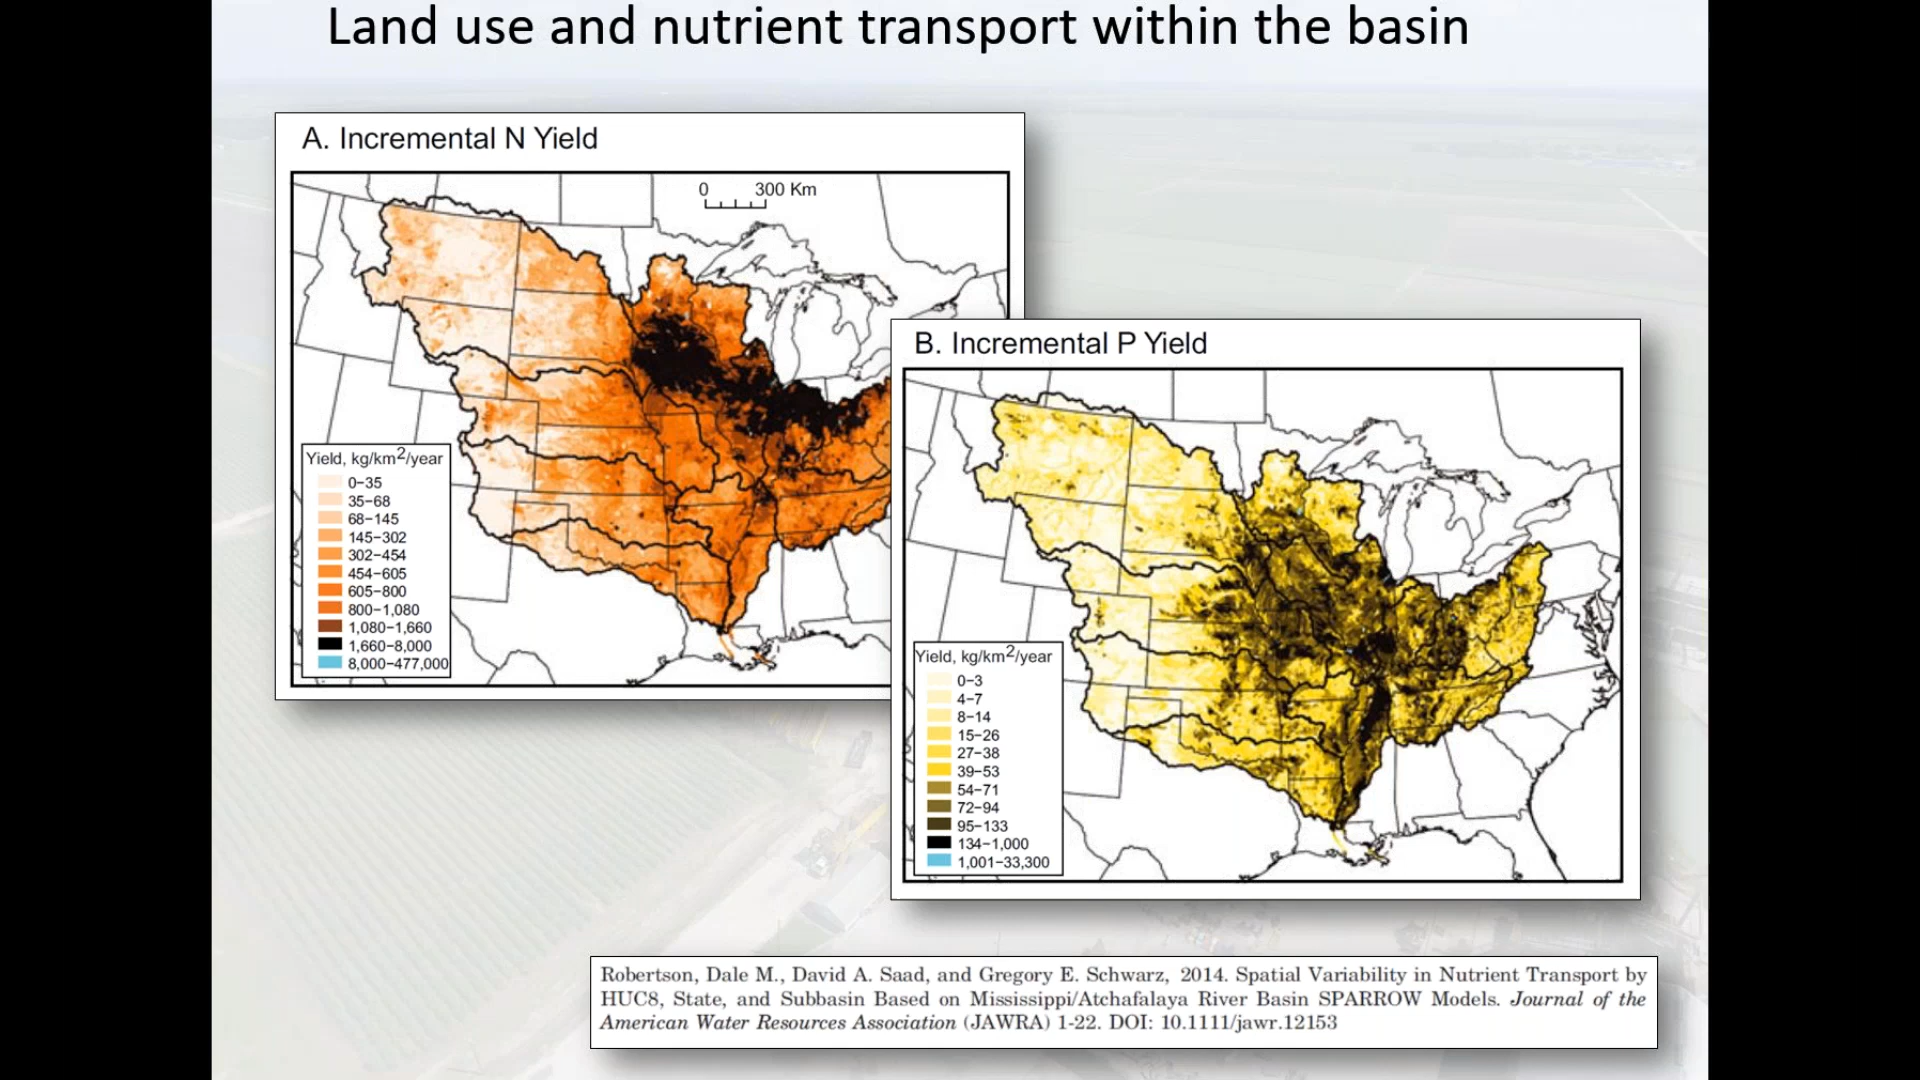 Land use and nutrient transport within the basin
A. Incremental N Yield
0 300 Km
Yield, kg/km2/year
0–35
35–68
68–145
145–302
302–454
454–605
605–800
800–1,080
1,080–1,660
1,660–8,000
8,000–477,000
B. Incremental P Yield
Yield, kg/km2/year
0–3
4–7
8–14
15–26
27–38
39–53
54–71
72–94
95–133
134–1,000
1,001–33,300
Robertson, Dale M., David A. Saad, and Gregory E. Schwarz, 2014. Spatial Variability in Nutrient Transport by
HUC8, State, and Subbasin Based on Mississippi/Atchafalaya River Basin SPARROW Models. Journal of the
American Water Resources Association (JAWRA) 1-22. DOI: 10.1111/jawr.12153